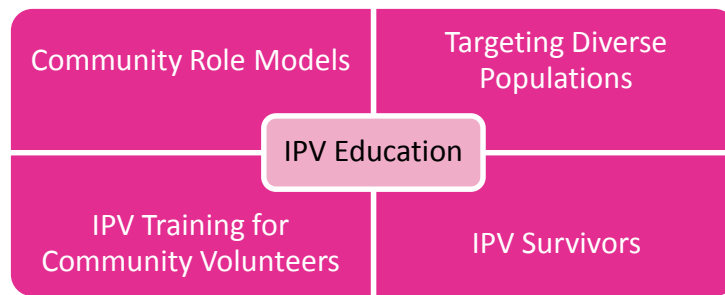 Community Role Models
Targeting Diverse
Populations
IPV Education
IPV Training for
Community Volunteers
IPV Survivors